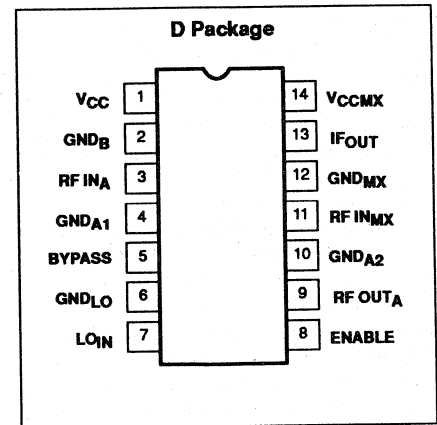 D Package
VCC 1 14 VCCMX
GNDB 2 13 IFOUT
RF INA 3 12 GNDMX
GNDA1 4 11 RF INMX
BYPASS 5 10 GNDA2
GNDLO 6 9 RF OUTA
LOIN 7 8 ENABLE